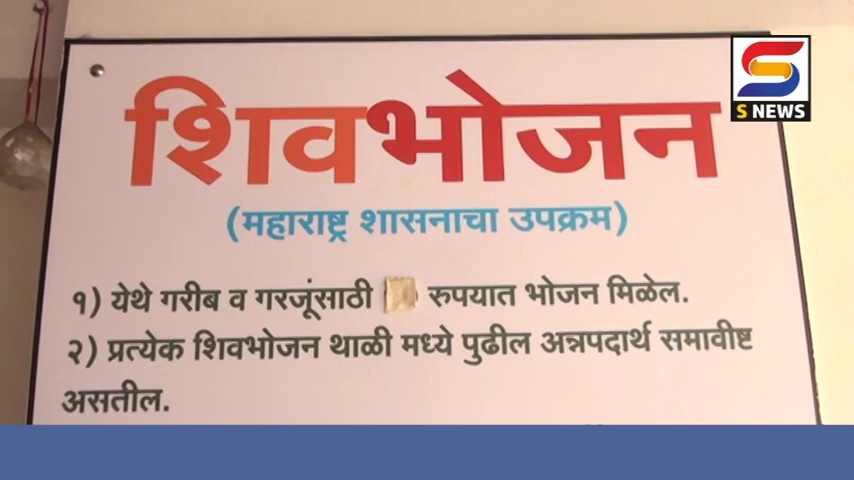 S NEWS
शिवभोजन
(महाराष्ट्र शासनाचा उपक्रम)
१) येथे गरीब व गरजूंसाठी रुपयात भोजन मिळेल.
२) प्रत्येक शिवभोजन थाळी मध्ये पुढील अन्नपदार्थ समावीष्ट
असतील.